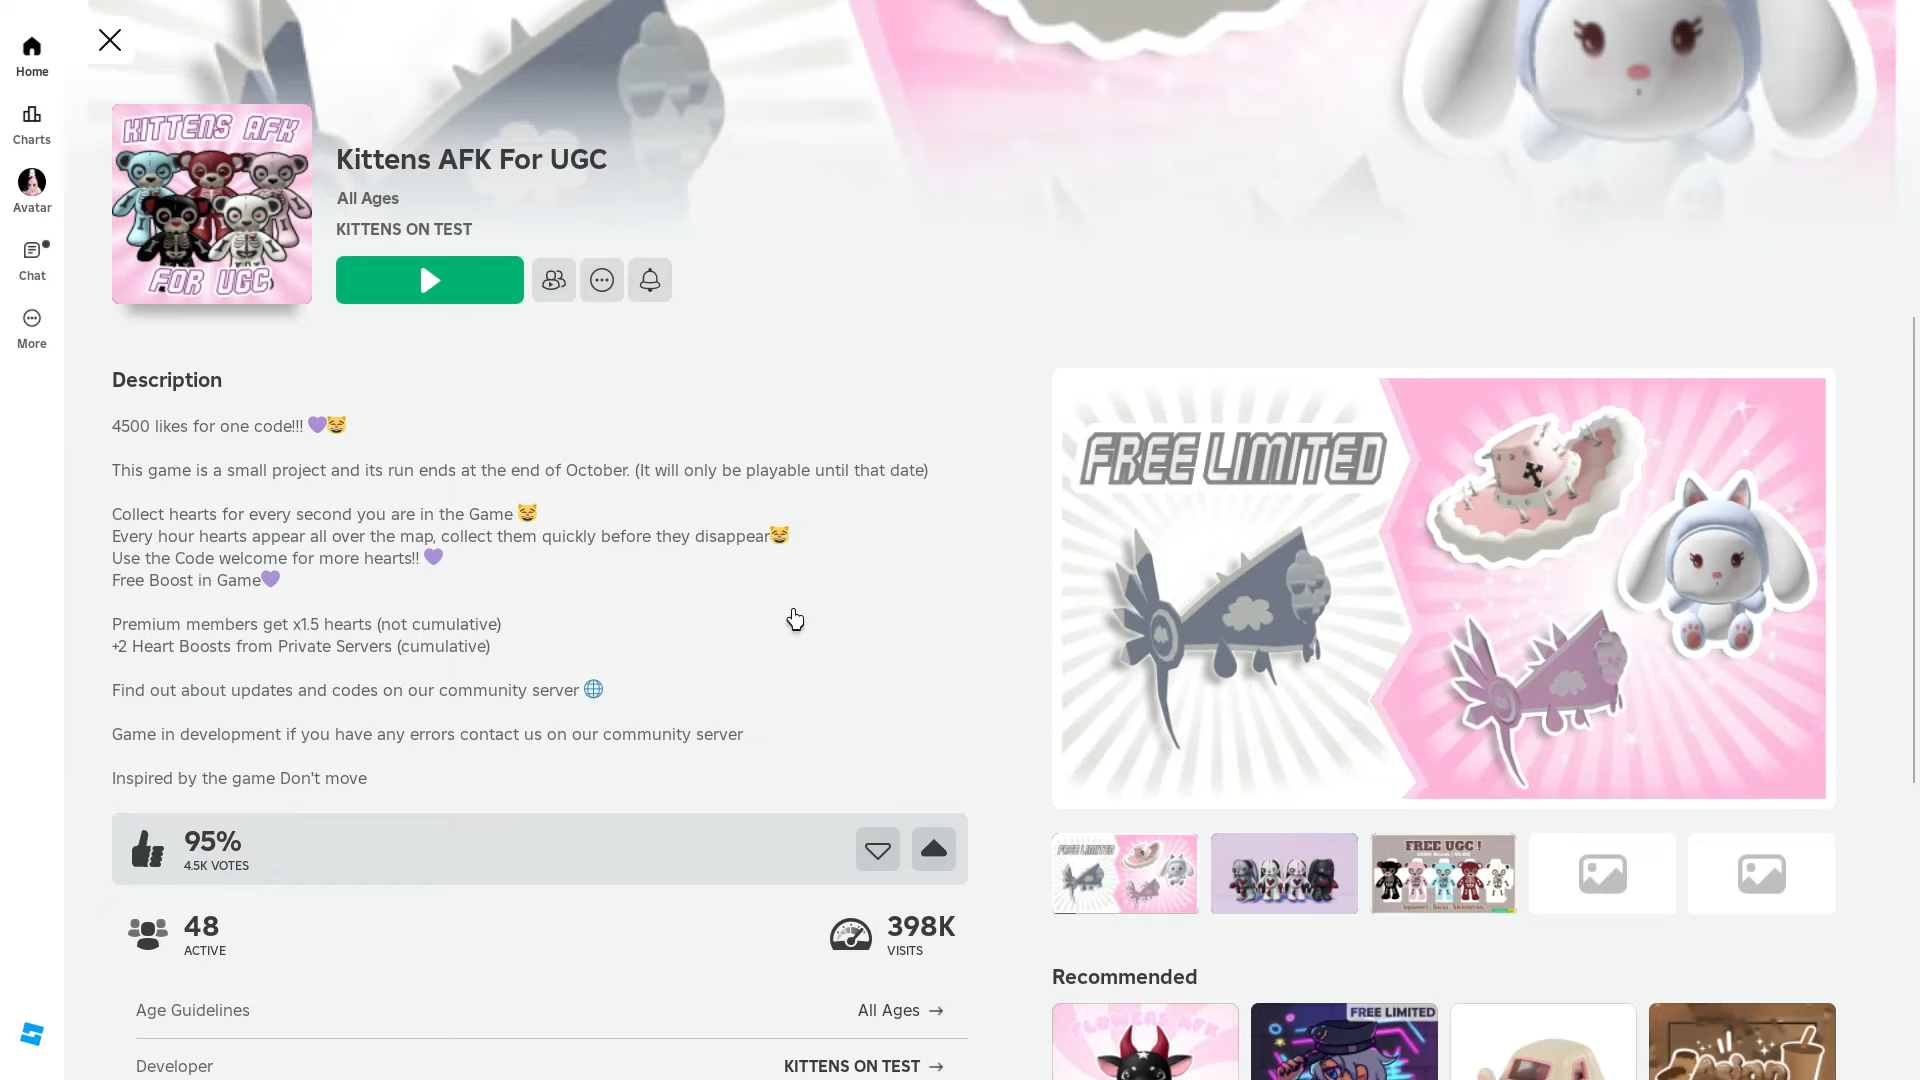 Home
Charts
Avatar
Chat
More
KITTENS AFK
FOR UGC
Kittens AFK For UGC
All Ages
KITTENS ON TEST
Description
4500 likes for one code!!! 💜😸
This game is a small project and its run ends at the end of October. (It will only be playable until that date)
Collect hearts for every second you are in the Game 😸
Every hour hearts appear all over the map, collect them quickly before they disappear😸
Use the Code welcome for more hearts!! 💜
Free Boost in Game💜
Premium members get x1.5 hearts (not cumulative)
+2 Heart Boosts from Private Servers (cumulative)
Find out about updates and codes on our community server 🌐
Game in development if you have any errors contact us on our community server
Inspired by the game Don't move
95%
4.5K VOTES
48
ACTIVE
398K
VISITS
Age Guidelines
All Ages
Developer
KITTENS ON TEST
FREE LIMITED
FREE LIMITED
FREE UGC !
Recommended
FLOWERS AFK
FREE LIMITED